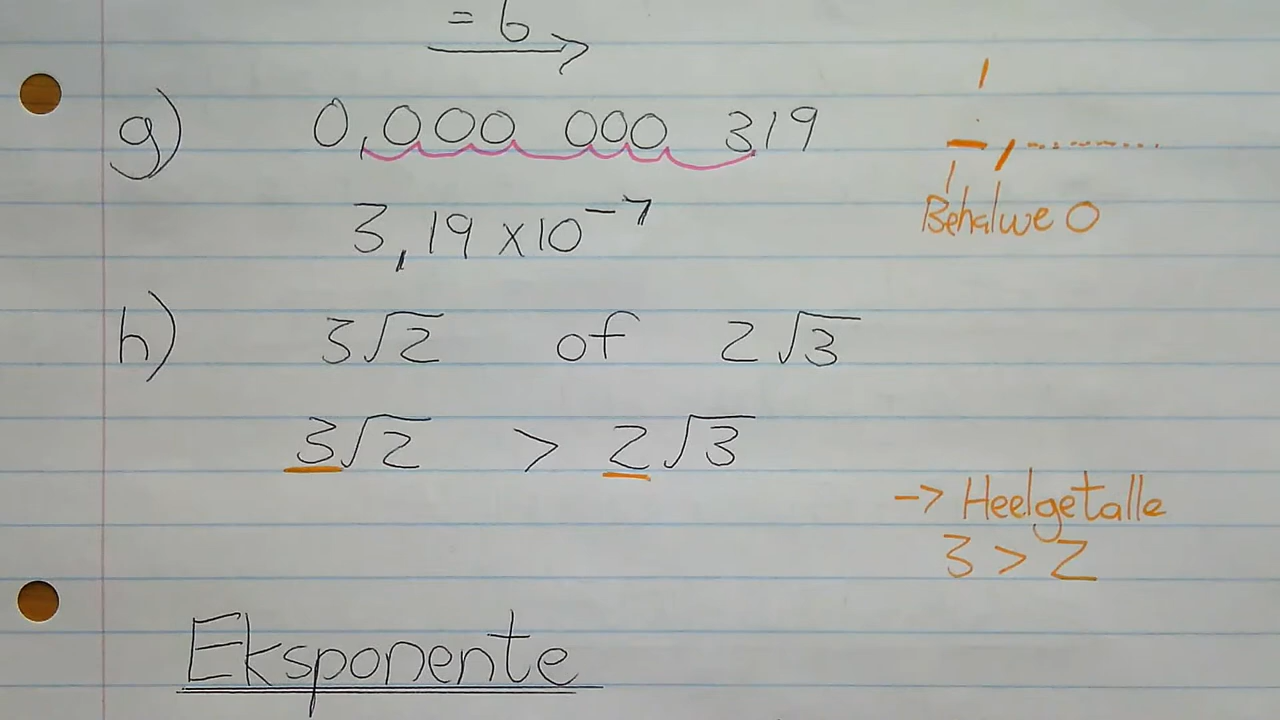 = 6
g) 0,000 000 319
3,19 x 10⁻⁷
Behalwe 0
h) 3√2 of 2√3
3√2 > 2√3
-> Heelgetalle
3 > 2
Eksponente